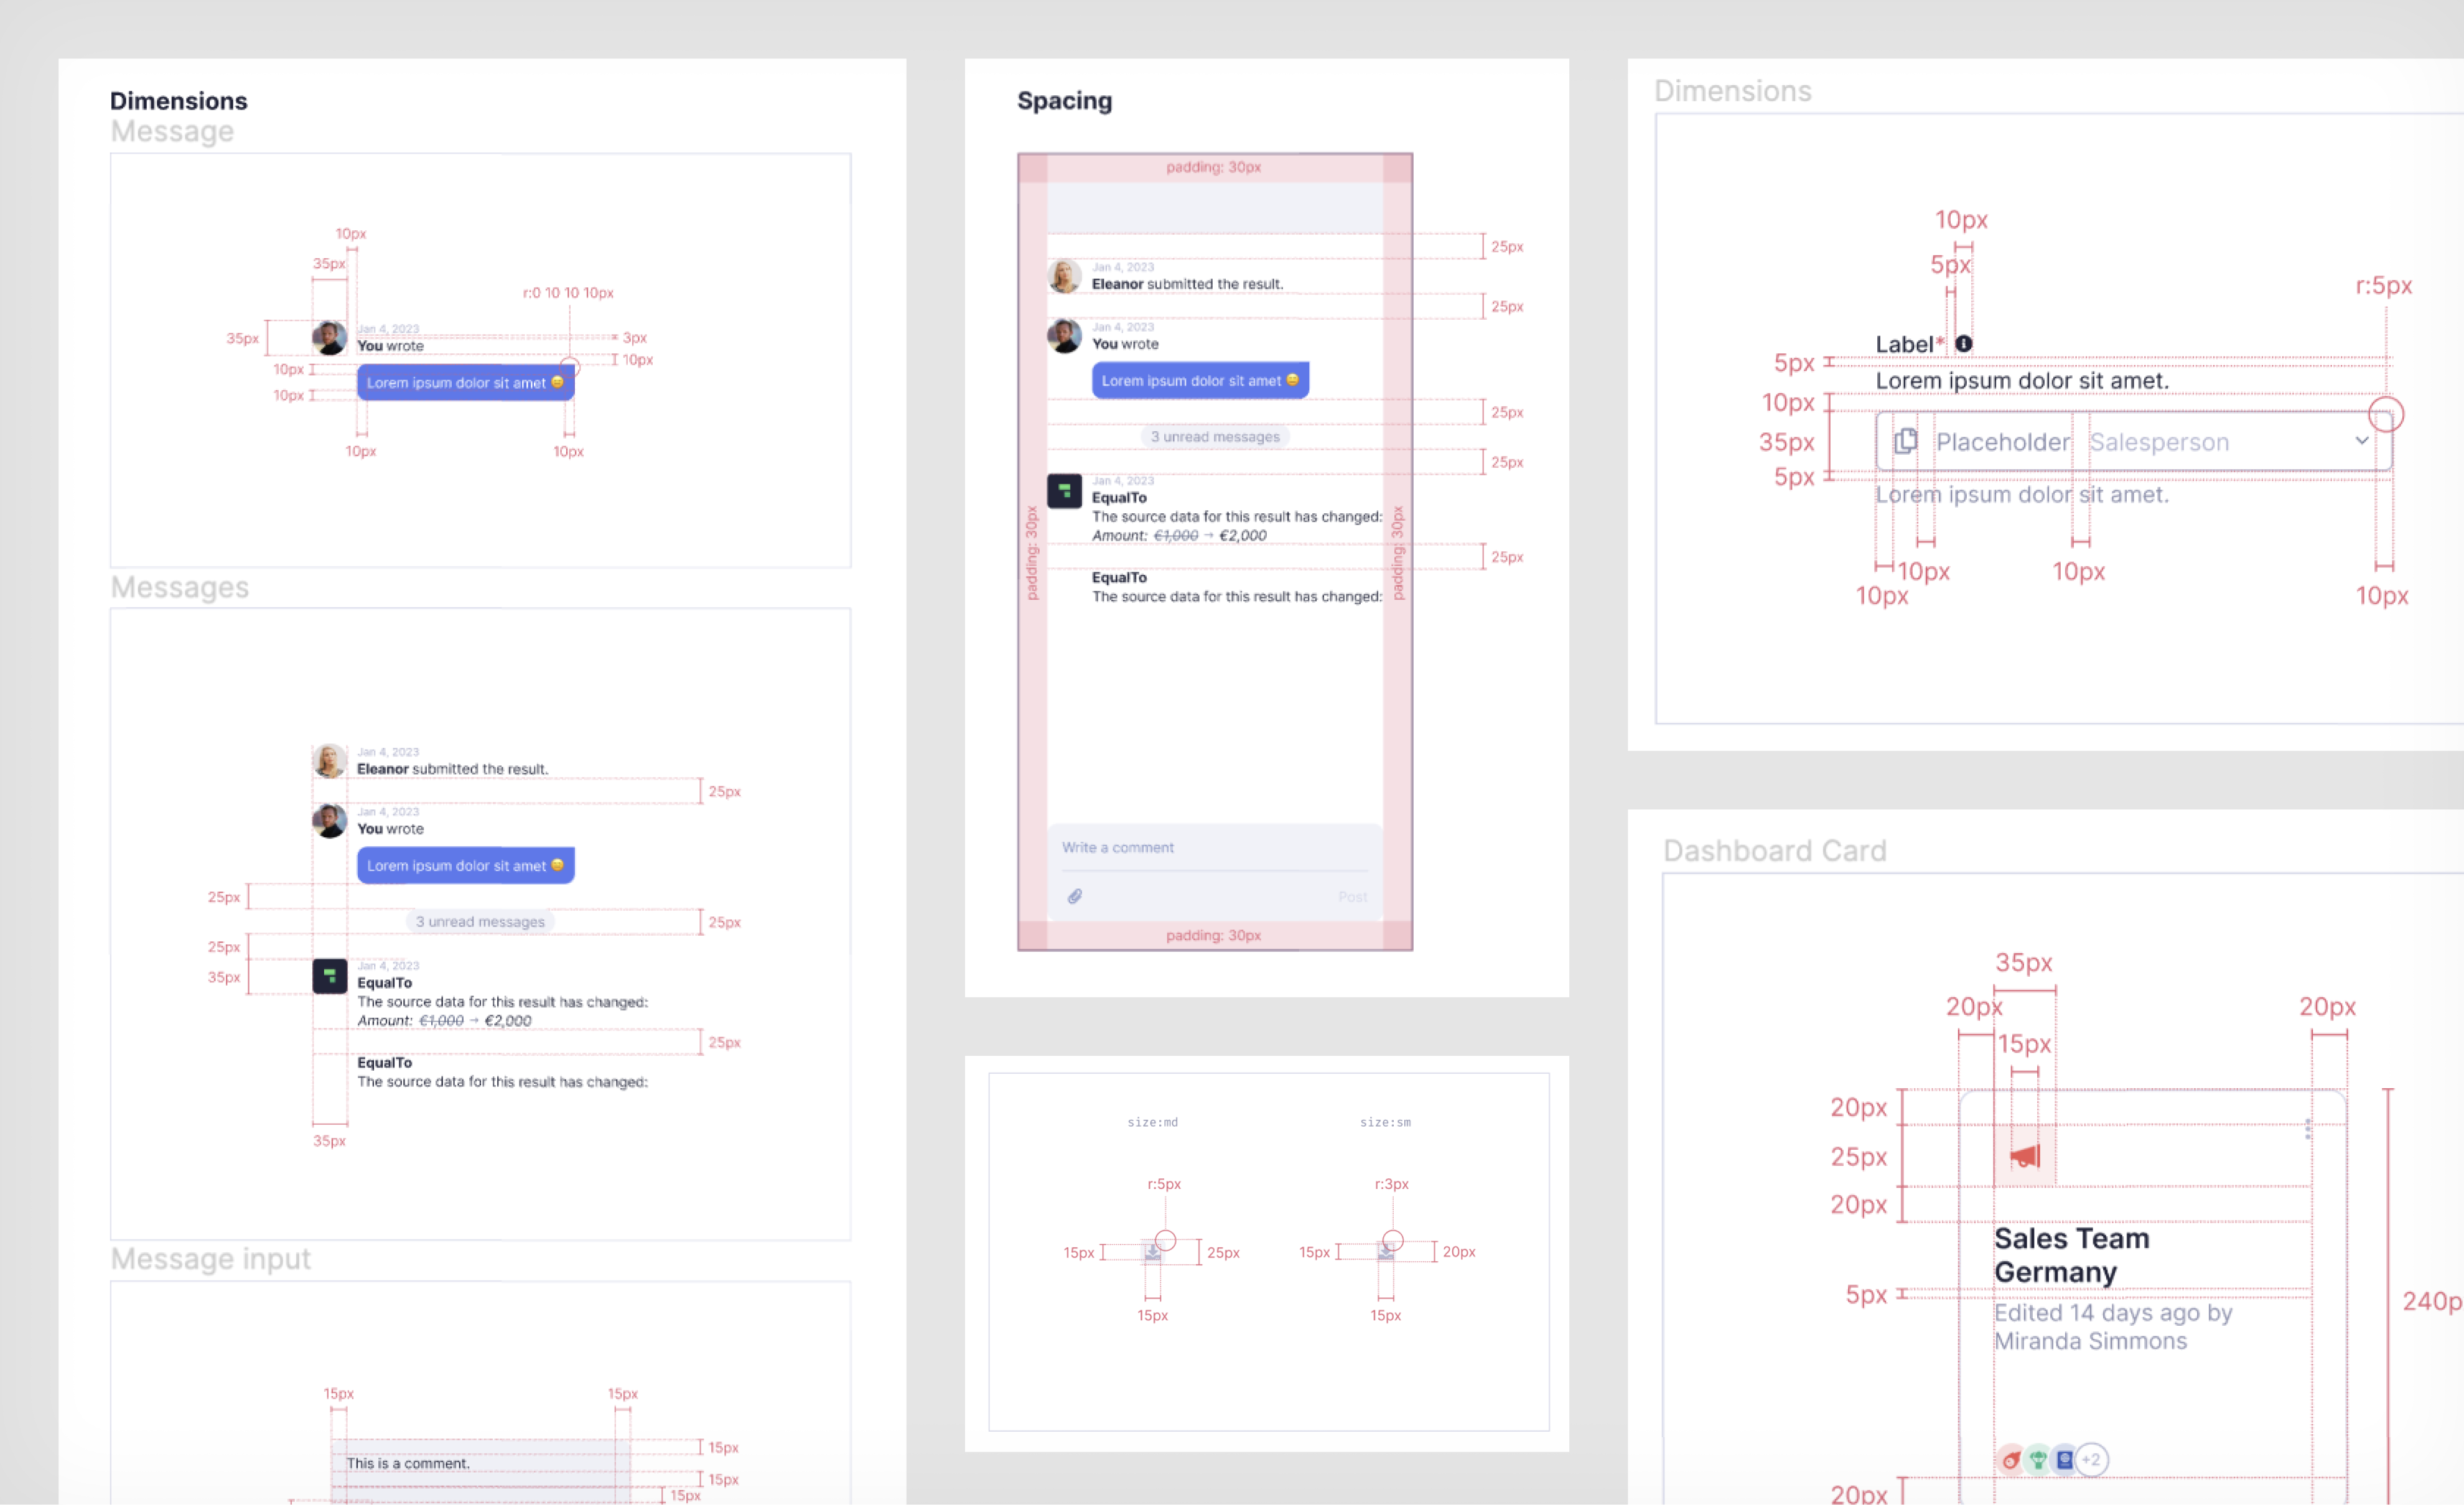 Dimensions
Message
10px
35px
r:0 10 10 10px
35px
Jan 4, 2023
You wrote
3px
10px
10px
Lorem ipsum dolor sit amet 😊
10px
10px
10px
Messages
Jan 4, 2023
Eleanor submitted the result.
25px
Jan 4, 2023
You wrote
Lorem ipsum dolor sit amet 😊
25px
3 unread messages
25px
25px
35px
Jan 4, 2023
EqualTo
The source data for this result has changed:
Amount: €1,000 → €2,000
25px
EqualTo
The source data for this result has changed:
35px
Message input
15px
15px
15px
This is a comment.
15px
15px
Spacing
padding: 30px
25px
Jan 4, 2023
Eleanor submitted the result.
25px
Jan 4, 2023
You wrote
Lorem ipsum dolor sit amet 😊
25px
3 unread messages
25px
Jan 4, 2023
EqualTo
The source data for this result has changed:
Amount: €1,000 → €2,000
padding: 30px
padding: 30px
25px
EqualTo
The source data for this result has changed:
Write a comment
Post
padding: 30px
size:md
size:sm
r:5px
r:3px
15px
25px
15px
20px
15px
15px
Dimensions
10px
5px
r:5px
Label*
5px
Lorem ipsum dolor sit amet.
10px
35px
Placeholder
Salesperson
5px
Lorem ipsum dolor sit amet.
10px
10px
10px
10px
Dashboard Card
35px
20px
20px
15px
20px
25px
20px
Sales Team
Germany
5px
240p
Edited 14 days ago by
Miranda Simmons
+2
20px